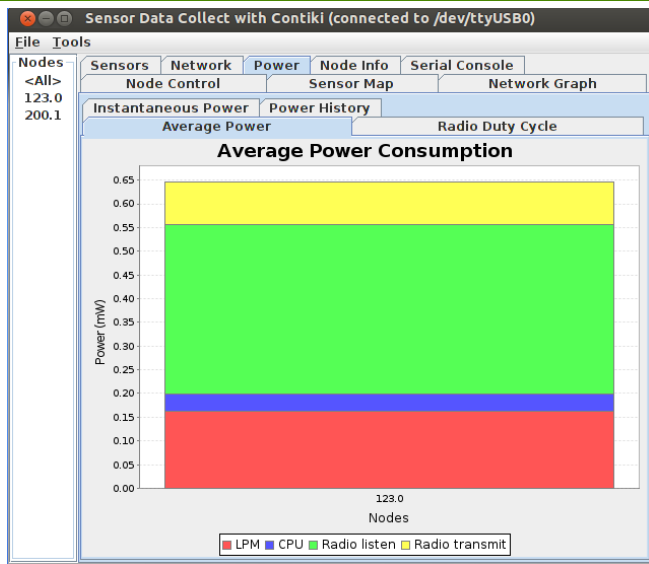 Sensor Data Collect with Contiki (connected to /dev/ttyUSB0)
File Tools
Nodes
<All>
123.0
200.1
Sensors Network Power Node Info Serial Console
Node Control Sensor Map Network Graph
Instantaneous Power Power History
Average Power Radio Duty Cycle
Average Power Consumption
Power (mW)
0.65
0.60
0.55
0.50
0.45
0.40
0.35
0.30
0.25
0.20
0.15
0.10
0.05
0.00
123.0
Nodes
LPM CPU Radio listen Radio transmit